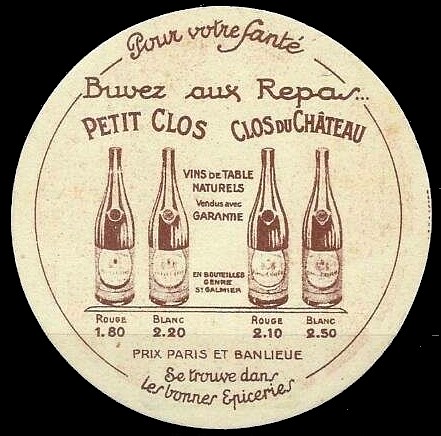 Pour votre Santé
Buvez aux Repas...
PETIT CLOS CLOS DU CHÂTEAU
VINS DE TABLE
NATURELS
Vendus avec
GARANTIE
EN BOUTEILLES
GENRE
ST GALMIER
ROUGE BLANC ROUGE BLANC
1.80 2.20 2.10 2.50
PRIX PARIS ET BANLIEUE
Se trouve dans
les bonnes Epiceries